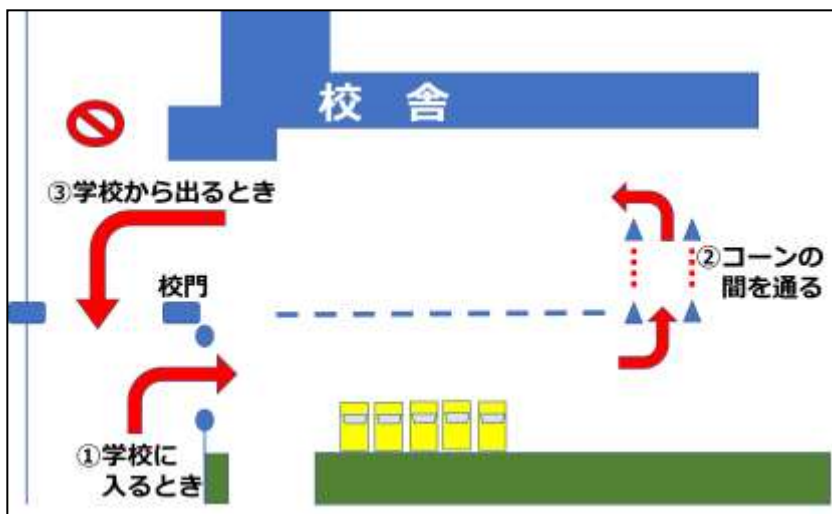 校 舎
③学校から出るとき
②コーンの
間を通る
校門
①学校に
入るとき